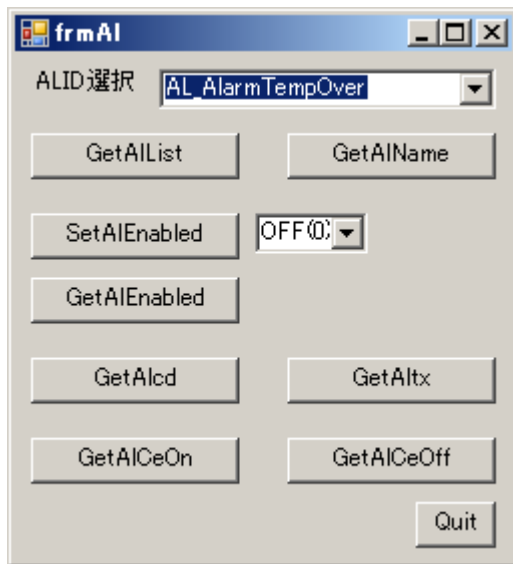 frmAl
ALID選択 AL_AlarmTempOver
GetAlList GetAlName
SetAlEnabled OFF(0)
GetAlEnabled
GetAlcd GetAltx
GetAlCeOn GetAlCeOff
Quit